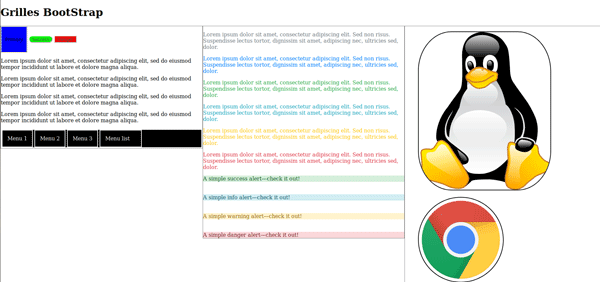 Grilles BootStrap
Lorem ipsum dolor sit amet, consectetur adipiscing elit, sed do eiusmod
tempor incididunt ut labore et dolore magna aliqua.
Lorem ipsum dolor sit amet, consectetur adipiscing elit, sed do eiusmod
tempor incididunt ut labore et dolore magna aliqua.
Lorem ipsum dolor sit amet, consectetur adipiscing elit, sed do eiusmod
tempor incididunt ut labore et dolore magna aliqua.
Lorem ipsum dolor sit amet, consectetur adipiscing elit, sed do eiusmod
tempor incididunt ut labore et dolore magna aliqua.
Menu 1 Menu 2 Menu 3 Menu list
Lorem ipsum dolor sit amet, consectetur adipiscing elit. Sed non risus.
Suspendisse lectus tortor, dignissim sit amet, adipiscing nec, ultricies sed,
dolor.
Lorem ipsum dolor sit amet, consectetur adipiscing elit. Sed non risus.
Suspendisse lectus tortor, dignissim sit amet, adipiscing nec, ultricies sed,
dolor.
Lorem ipsum dolor sit amet, consectetur adipiscing elit. Sed non risus.
Suspendisse lectus tortor, dignissim sit amet, adipiscing nec, ultricies sed,
dolor.
Lorem ipsum dolor sit amet, consectetur adipiscing elit. Sed non risus.
Suspendisse lectus tortor, dignissim sit amet, adipiscing nec, ultricies sed,
dolor.
Lorem ipsum dolor sit amet, consectetur adipiscing elit. Sed non risus.
Suspendisse lectus tortor, dignissim sit amet, adipiscing nec, ultricies sed,
dolor.
Lorem ipsum dolor sit amet, consectetur adipiscing elit. Sed non risus.
Suspendisse lectus tortor, dignissim sit amet, adipiscing nec, ultricies sed,
dolor.
A simple success alert—check it out!
A simple info alert—check it out!
A simple warning alert—check it out!
A simple danger alert—check it out!